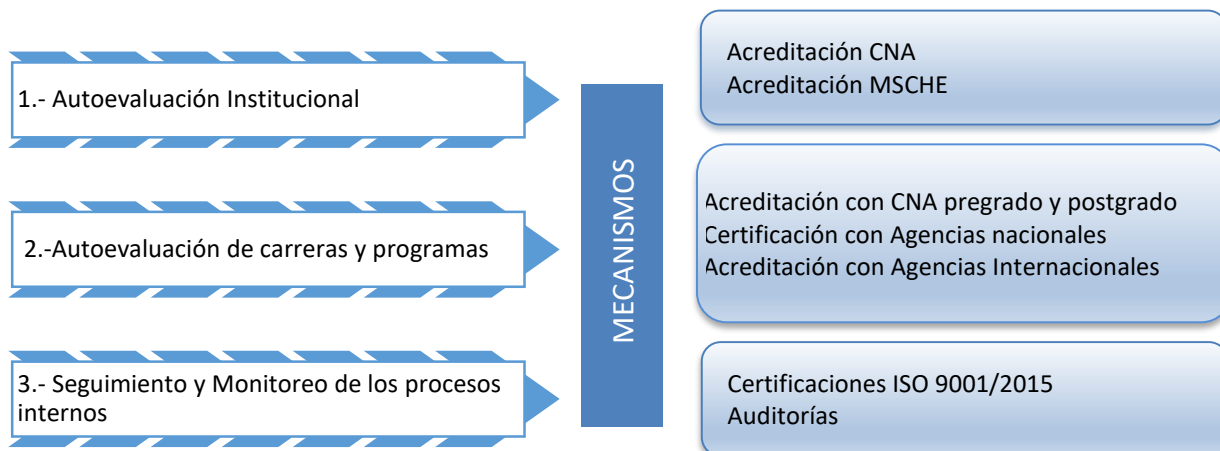 1.- Autoevaluación Institucional
2.-Autoevaluación de carreras y programas
3.- Seguimiento y Monitoreo de los procesos
internos
MECANISMOS
Acreditación CNA
Acreditación MSCHE
Acreditación con CNA pregrado y postgrado
Certificación con Agencias nacionales
Acreditación con Agencias Internacionales
Certificaciones ISO 9001/2015
Auditorías